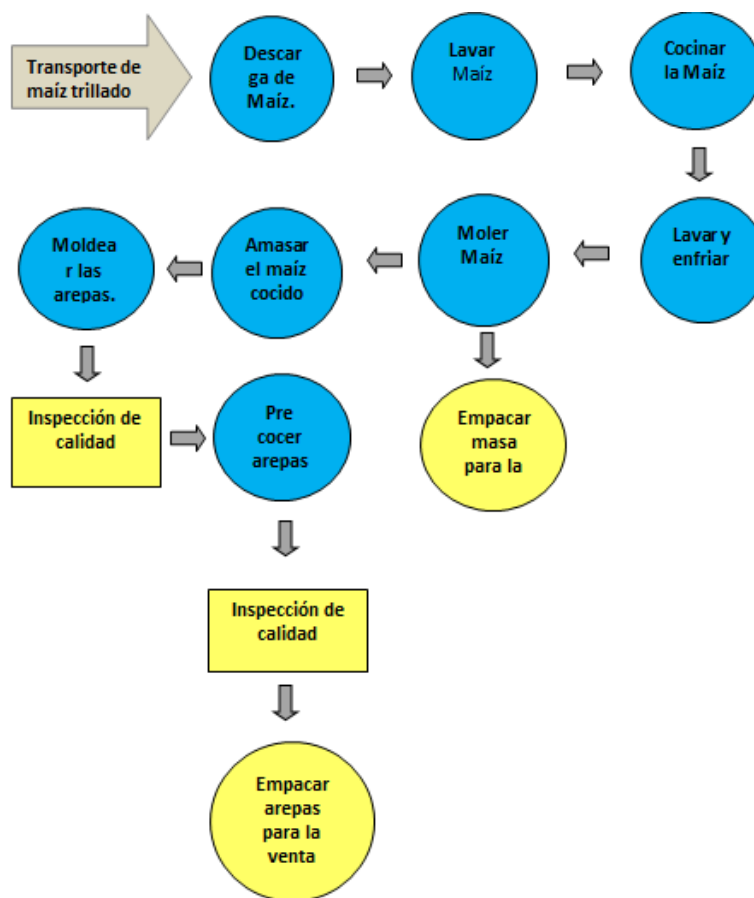 Transporte de
maíz trillado
Descar
ga de
Maíz.
Lavar
Maíz
Cocinar
la Maíz
Moldea
r las
arepas.
Amasar
el maíz
cocido
Moler
Maíz
Lavar y
enfriar
Inspección de
calidad
Pre
cocer
arepas
Empacar
masa
para la
Inspección de
calidad
Empacar
arepas
para la
venta